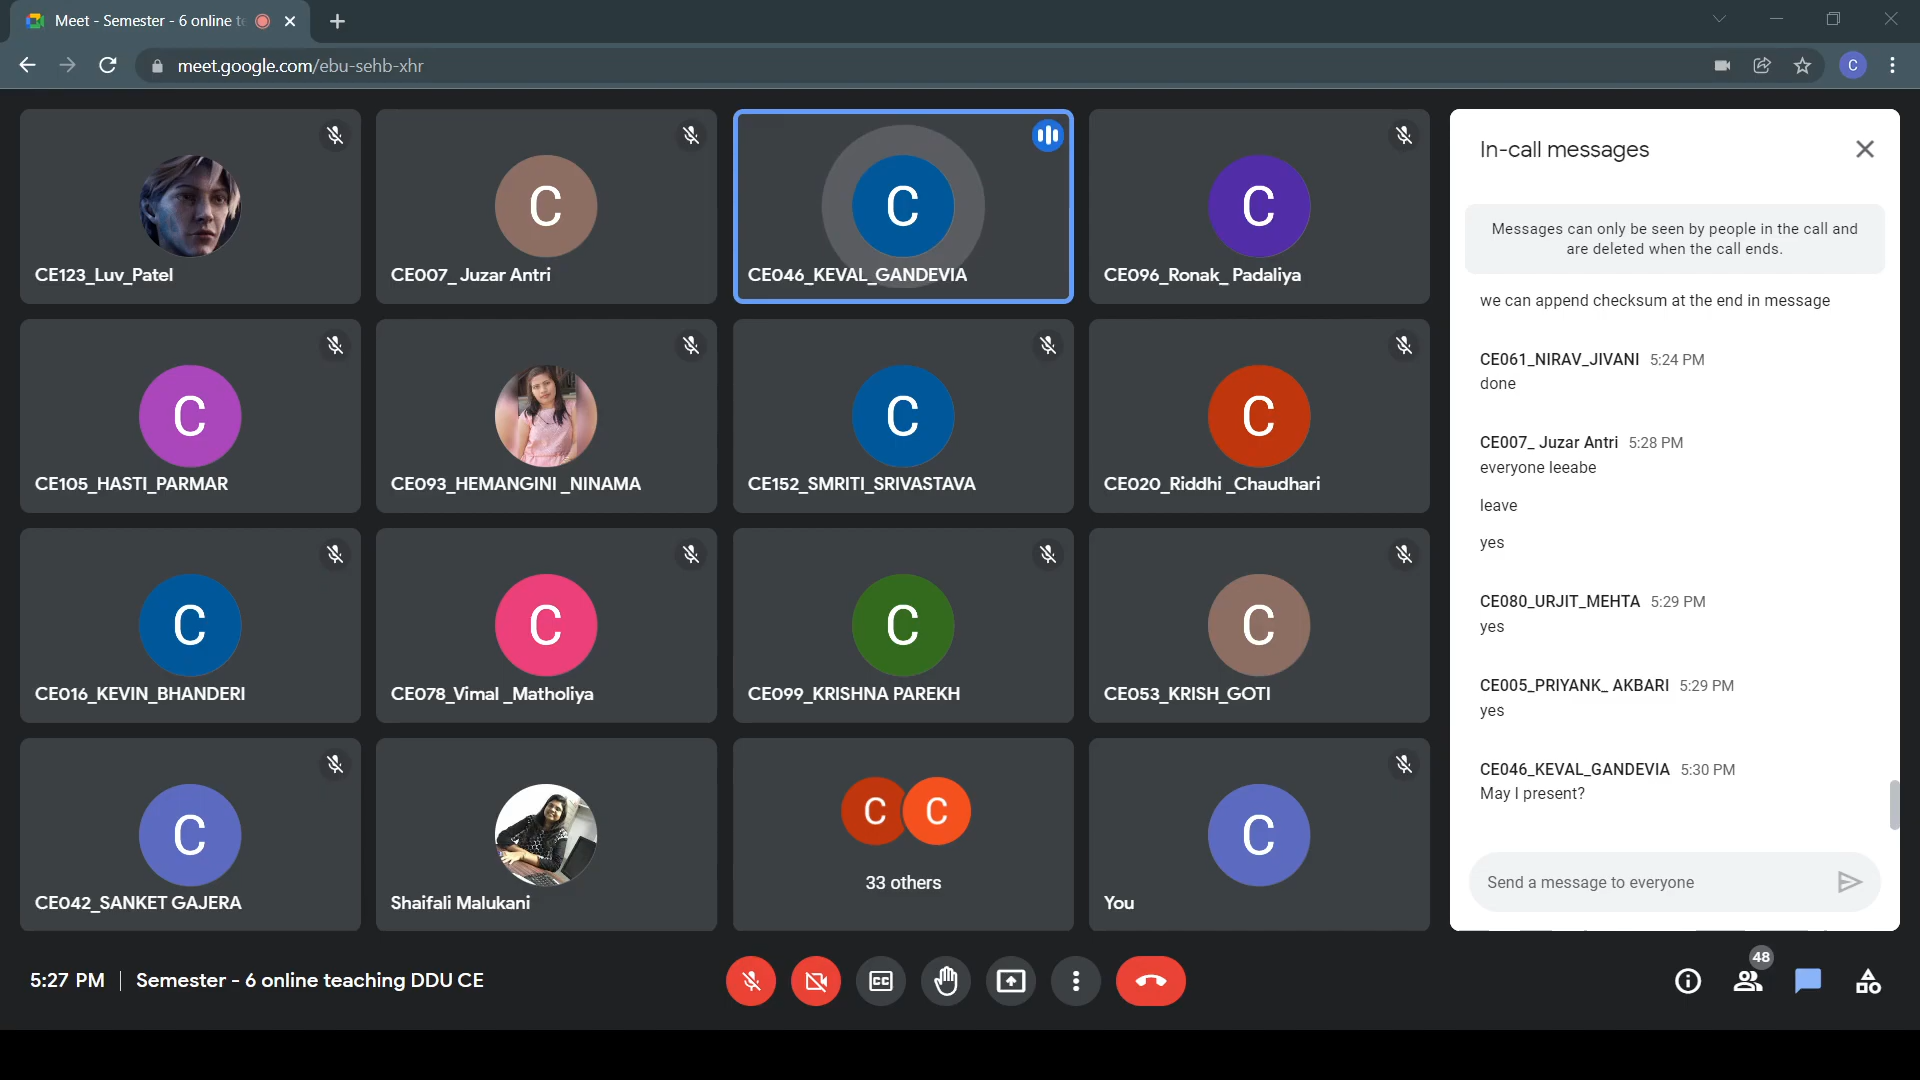 Meet - Semester - 6 online te
meet.google.com/ebu-sehb-xhr
C
CE123_Luv_Patel
C
CE007_ Juzar Antri
C
CE046_KEVAL_GANDEVIA
C
CE096_Ronak_ Padaliya
C
CE105_HASTI_PARMAR
CE093_HEMANGINI _NINAMA
C
CE152_SMRITI_SRIVASTAVA
C
CE020_Riddhi _Chaudhari
C
CE016_KEVIN_BHANDERI
C
CE078_Vimal _Matholiya
C
CE099_KRISHNA PAREKH
C
CE053_KRISH_GOTI
C
CE042_SANKET GAJERA
Shaifali Malukani
C C
33 others
C
You
In-call messages
Messages can only be seen by people in the call and
are deleted when the call ends.
we can append checksum at the end in message
CE061_NIRAV_JIVANI 5:24 PM
done
CE007_ Juzar Antri 5:28 PM
everyone leeabe
leave
yes
CE080_URJIT_MEHTA 5:29 PM
yes
CE005_PRIYANK_ AKBARI 5:29 PM
yes
CE046_KEVAL_GANDEVIA 5:30 PM
May I present?
Send a message to everyone
5:27 PM | Semester - 6 online teaching DDU CE
CC
48